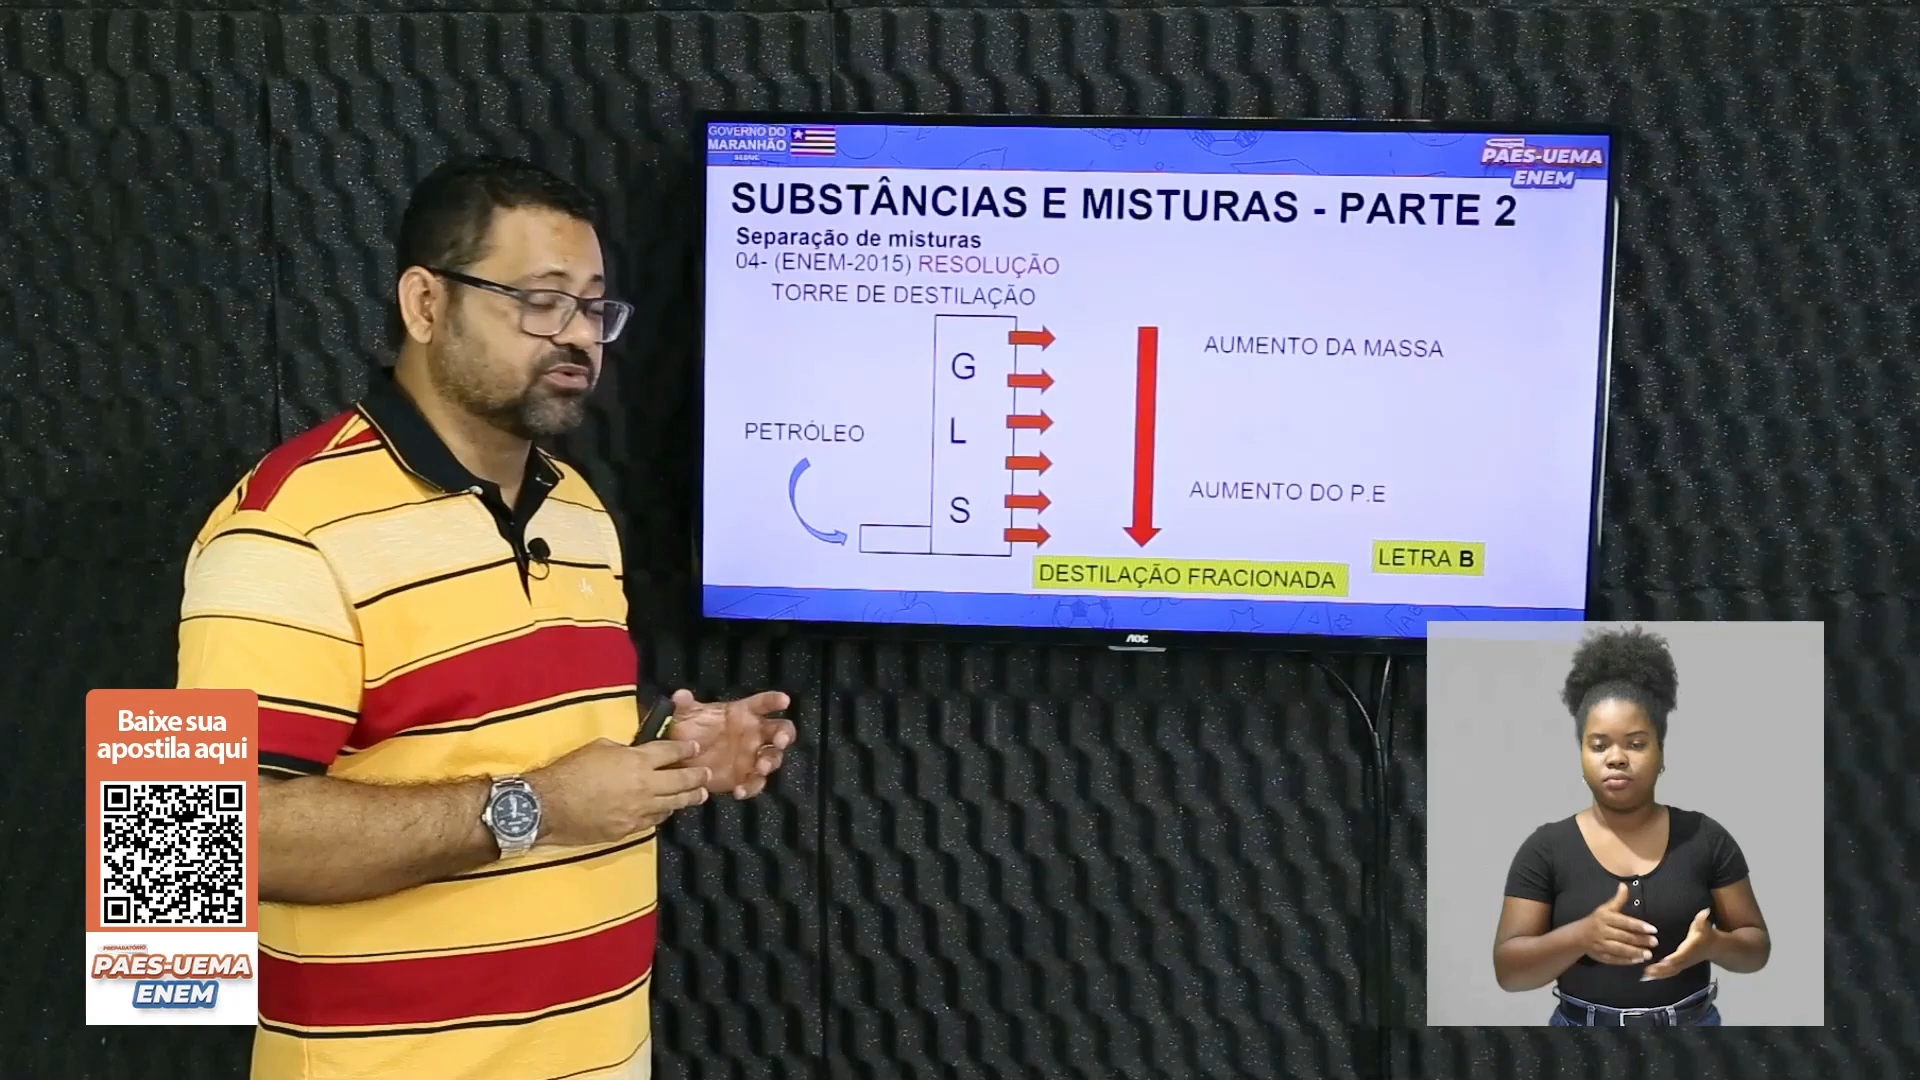 GOVERNO DO
MARANHÃO
PAES-UEMA
ENEM
SUBSTÂNCIAS E MISTURAS - PARTE 2
Separação de misturas
04- (ENEM-2015) RESOLUÇÃO
TORRE DE DESTILAÇÃO
G
AUMENTO DA MASSA
PETRÓLEO
L
AUMENTO DO P.E
S
LETRA B
DESTILAÇÃO FRACIONADA
AOC
Baixe sua
apostila aqui
PREPARATÓRIO
PAES-UEMA
ENEM